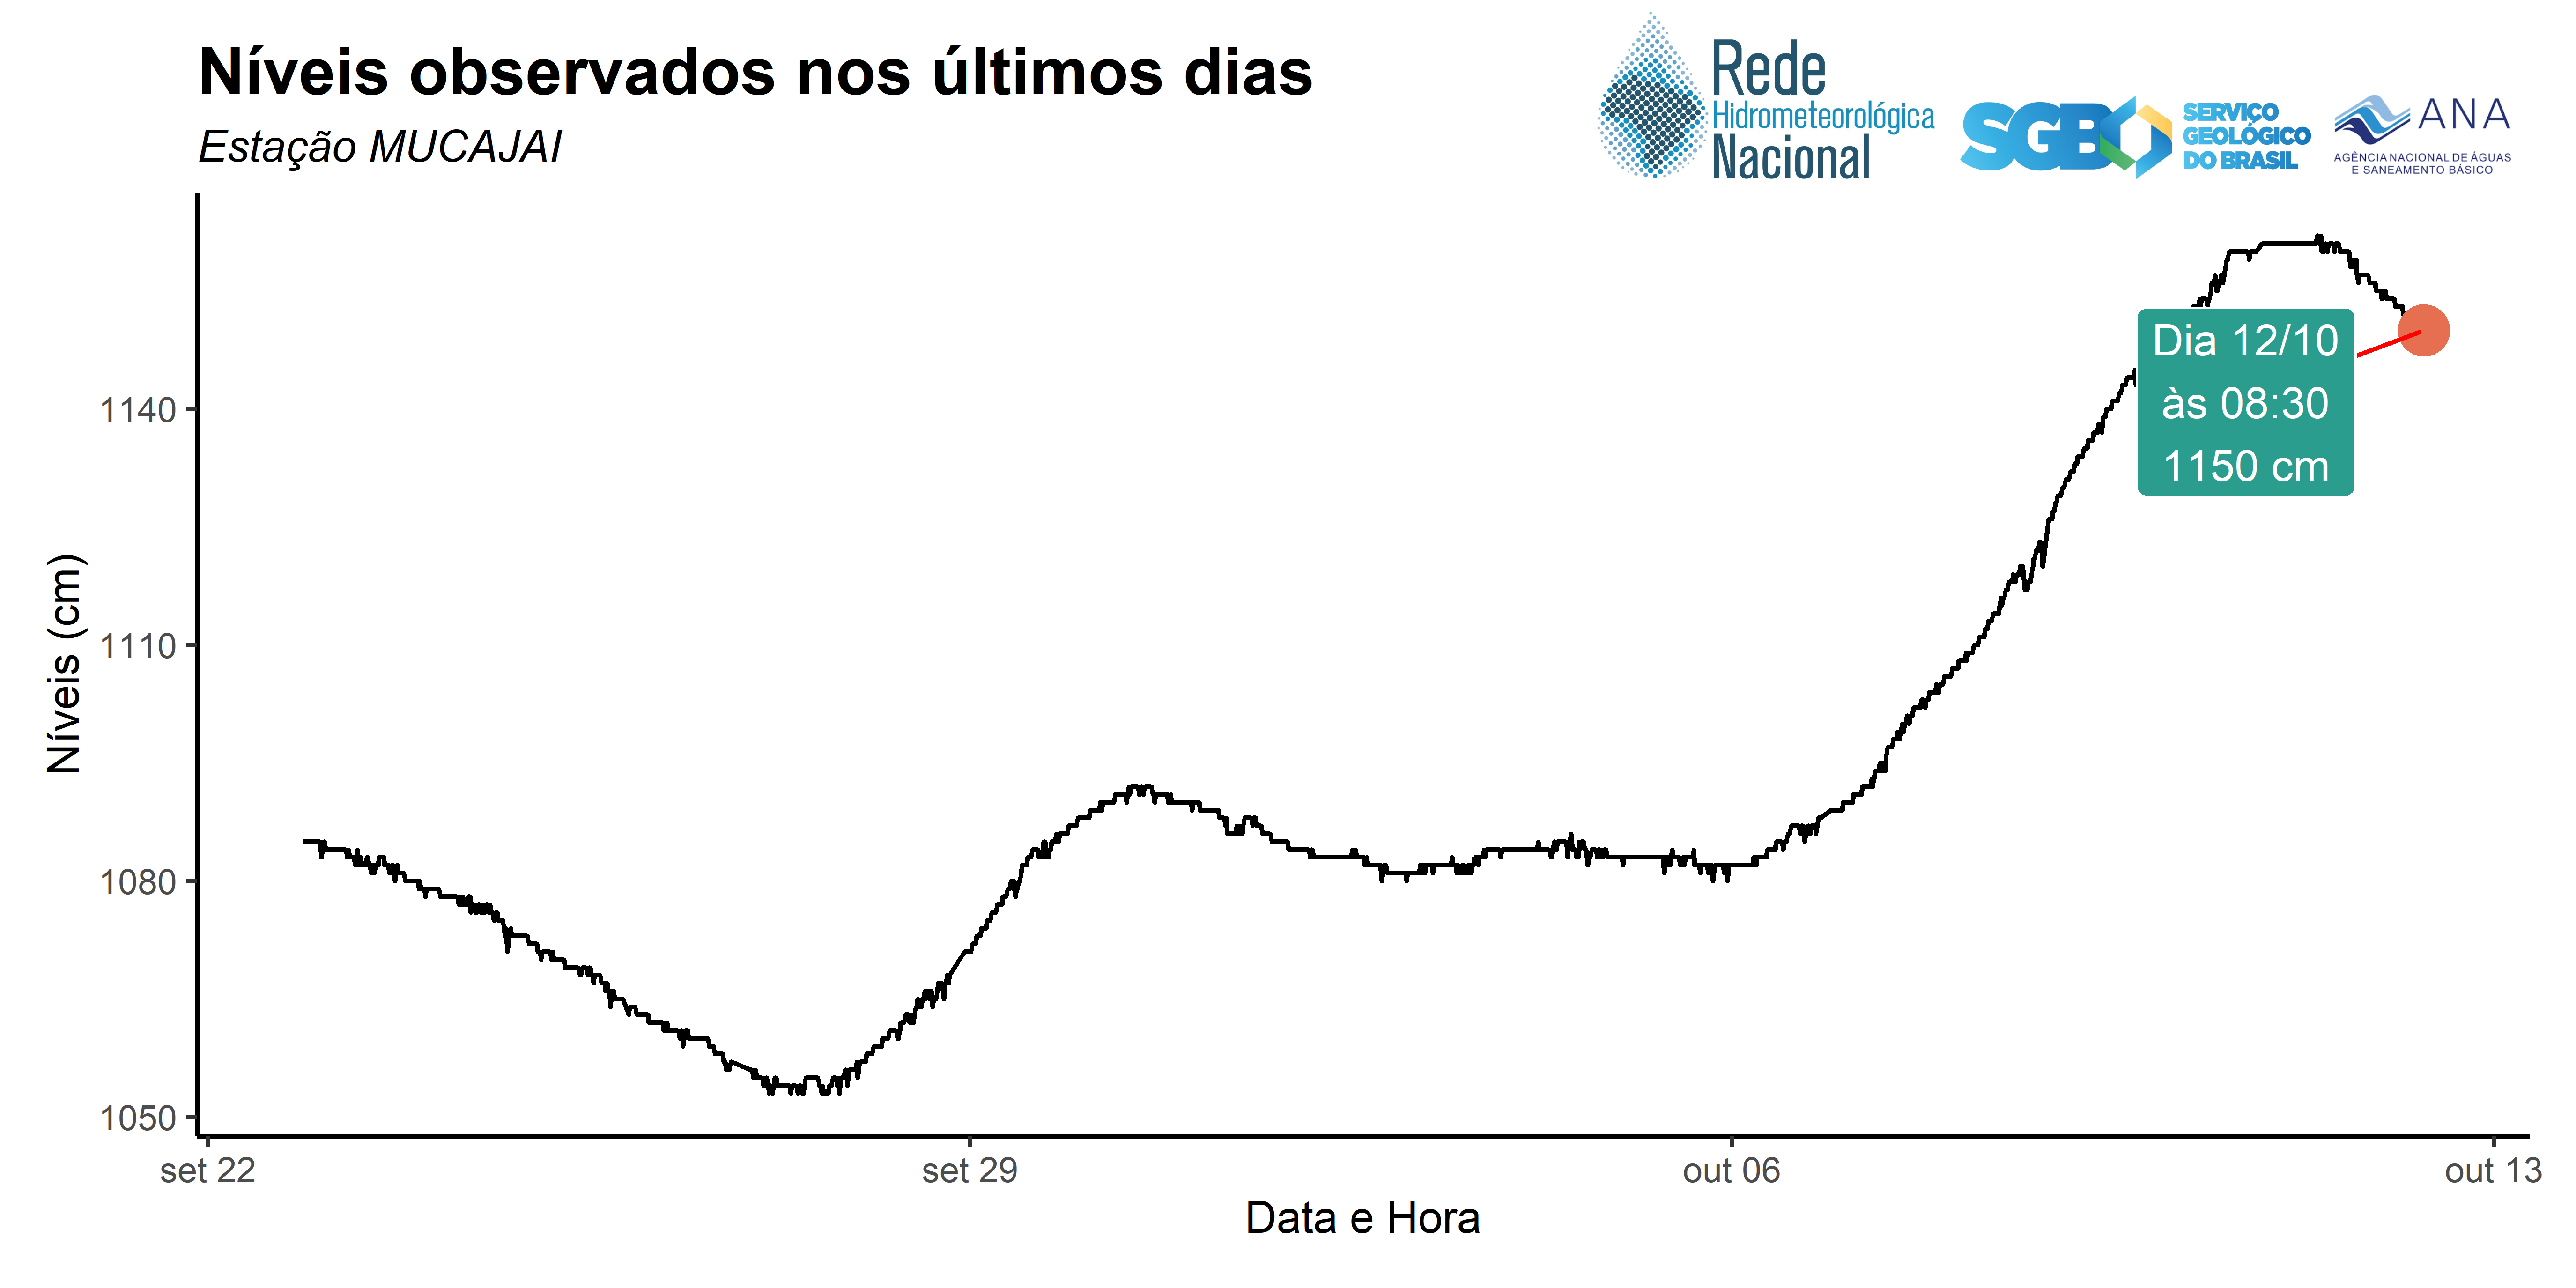 Níveis observados nos últimos dias
Estação MUCAJAI
Rede
Hidrometeorológica
Nacional
SGB
SERVIÇO
GEOLÓGICO
DO BRASIL
ANA
AGÊNCIA NACIONAL DE ÁGUAS
E SANEAMENTO BÁSICO
Níveis (cm)
1140
1110
1080
1050
Dia 12/10
às 08:30
1150 cm
set 22
set 29
out 06
out 13
Data e Hora